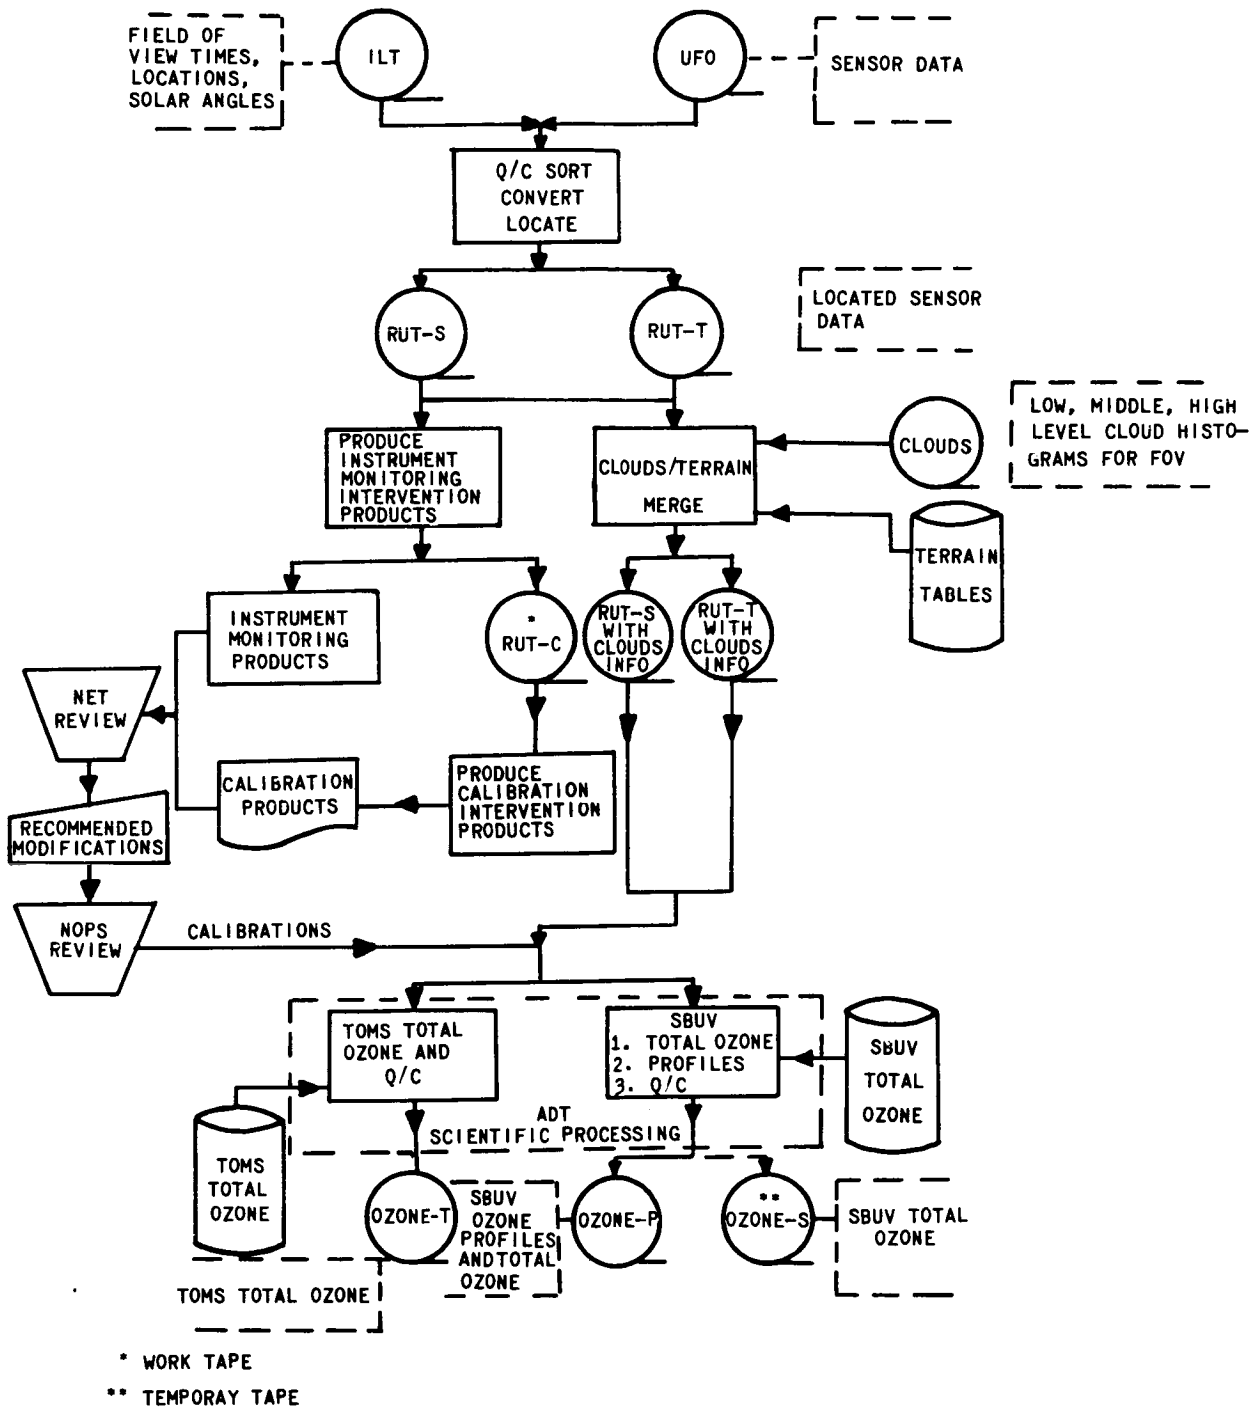 FIELD OF
VIEW TIMES,
LOCATIONS,
SOLAR ANGLES
ILT
UFO
SENSOR DATA
Q/C SORT
CONVERT
LOCATE
RUT-S
RUT-T
LOCATED SENSOR
DATA
PRODUCE
INSTRUMENT
MONITORING
INTERVENTION
PRODUCTS
CLOUDS/TERRAIN
MERGE
CLOUDS
LOW, MIDDLE, HIGH
LEVEL CLOUD HISTO-
GRAMS FOR FOV
TERRAIN
TABLES
INSTRUMENT
MONITORING
PRODUCTS
*
RUT-C
RUT-S
WITH
CLOUDS
INFO
RUT-T
WITH
CLOUDS
INFO
NET
REVIEW
CALIBRATION
PRODUCTS
PRODUCE
CALIBRATION
INTERVENTION
PRODUCTS
RECOMMENDED
MODIFICATIONS
NOPS
REVIEW
CALIBRATIONS
TOMS TOTAL
OZONE AND
Q/C
SBUV
1. TOTAL OZONE
2. PROFILES
3. Q/C
SBUV
TOTAL
OZONE
ADT
SCIENTIFIC PROCESSING
TOMS
TOTAL
OZONE
OZONE-T
SBUV
OZONE
PROFILES
ANDTOTAL
OZONE
OZONE-P
**
OZONE-S
SBUV TOTAL
OZONE
TOMS TOTAL OZONE
* WORK TAPE
** TEMPORAY TAPE